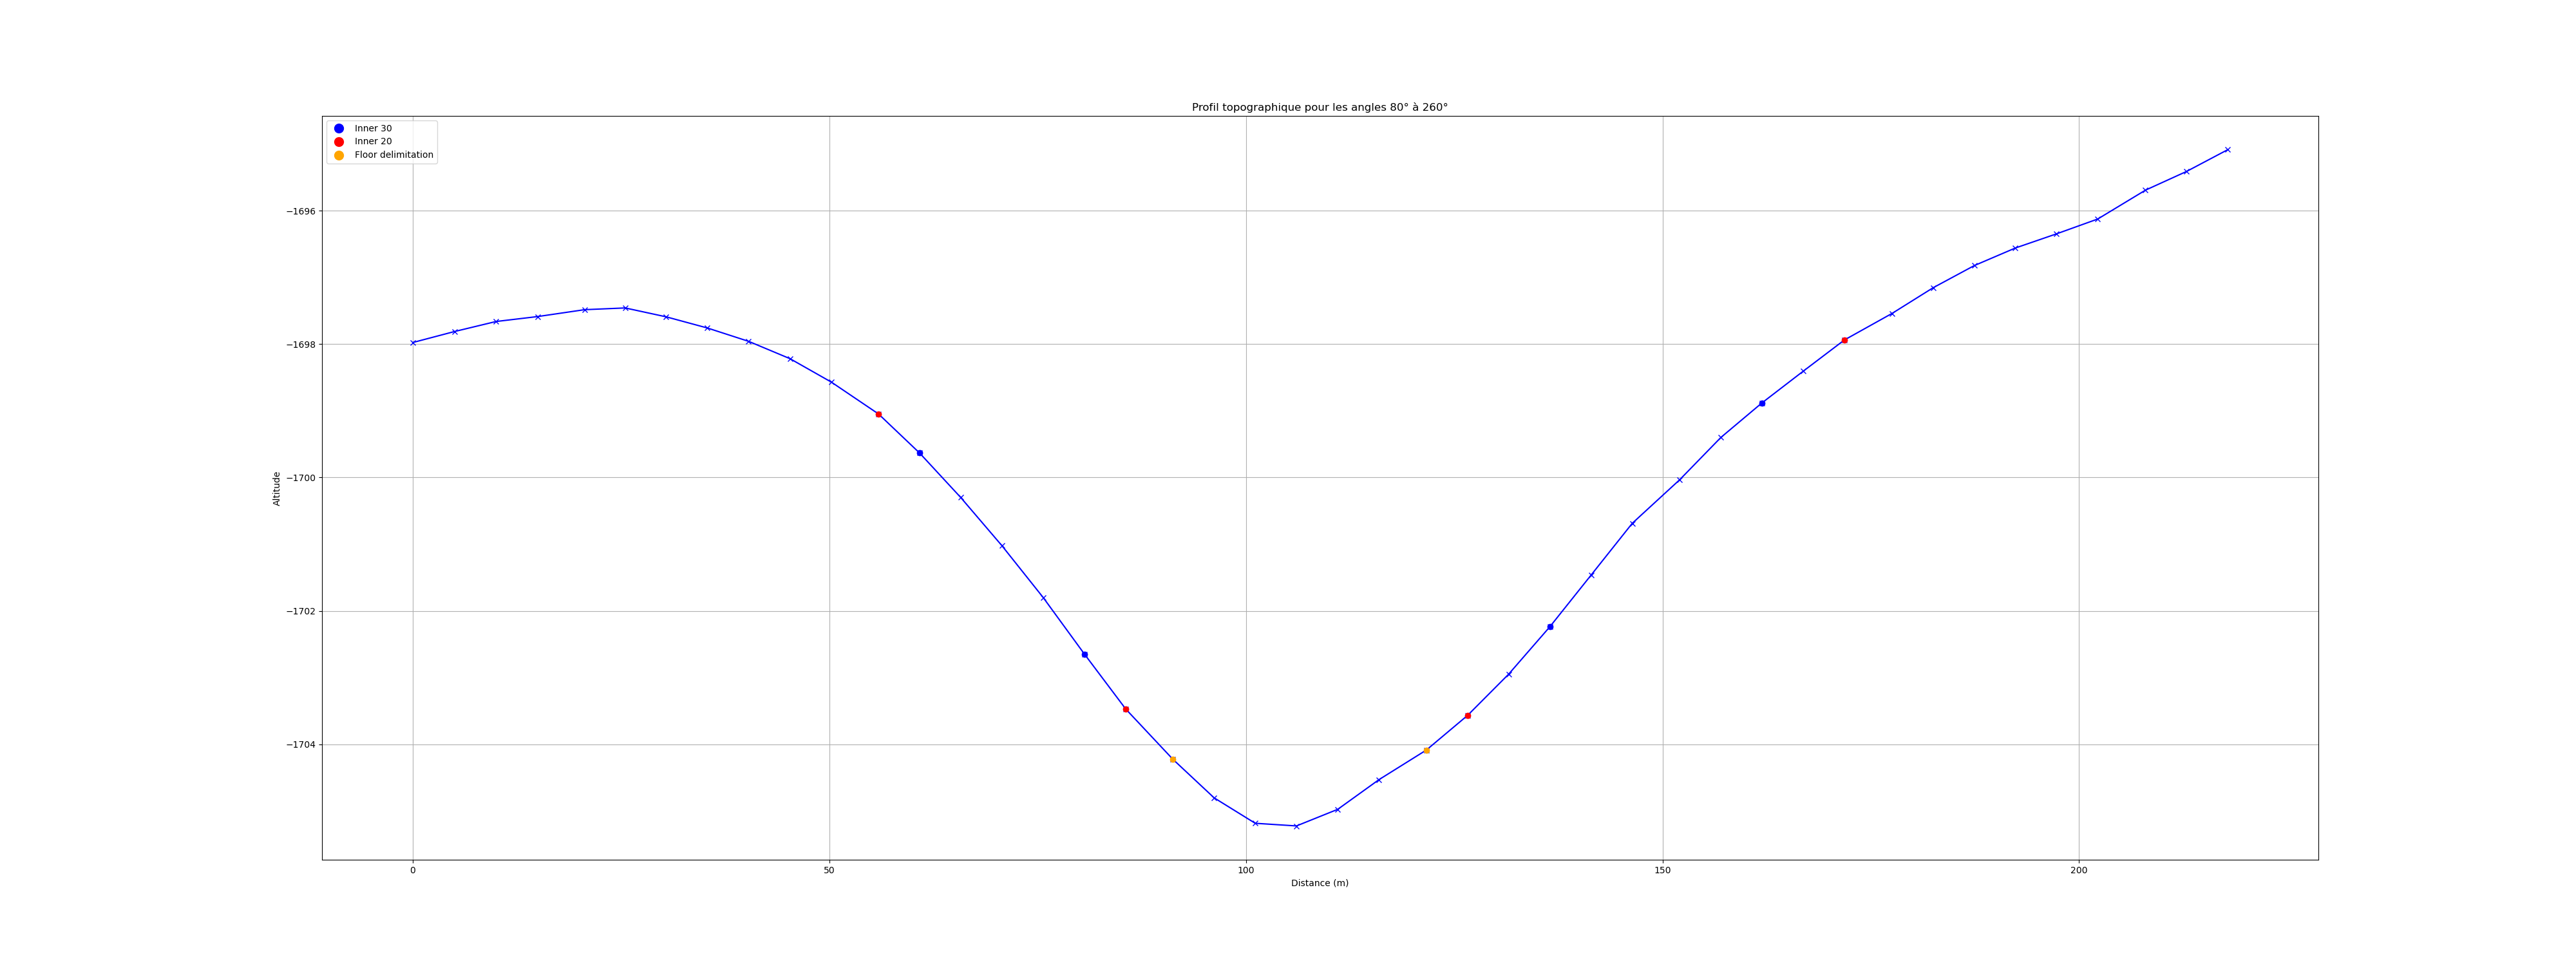 Profil topographique pour les angles 80° à 260°
Inner 30
Inner 20
Floor delimitation
Altitude
−1696
−1698
−1700
−1702
−1704
0
50
100
150
200
Distance (m)